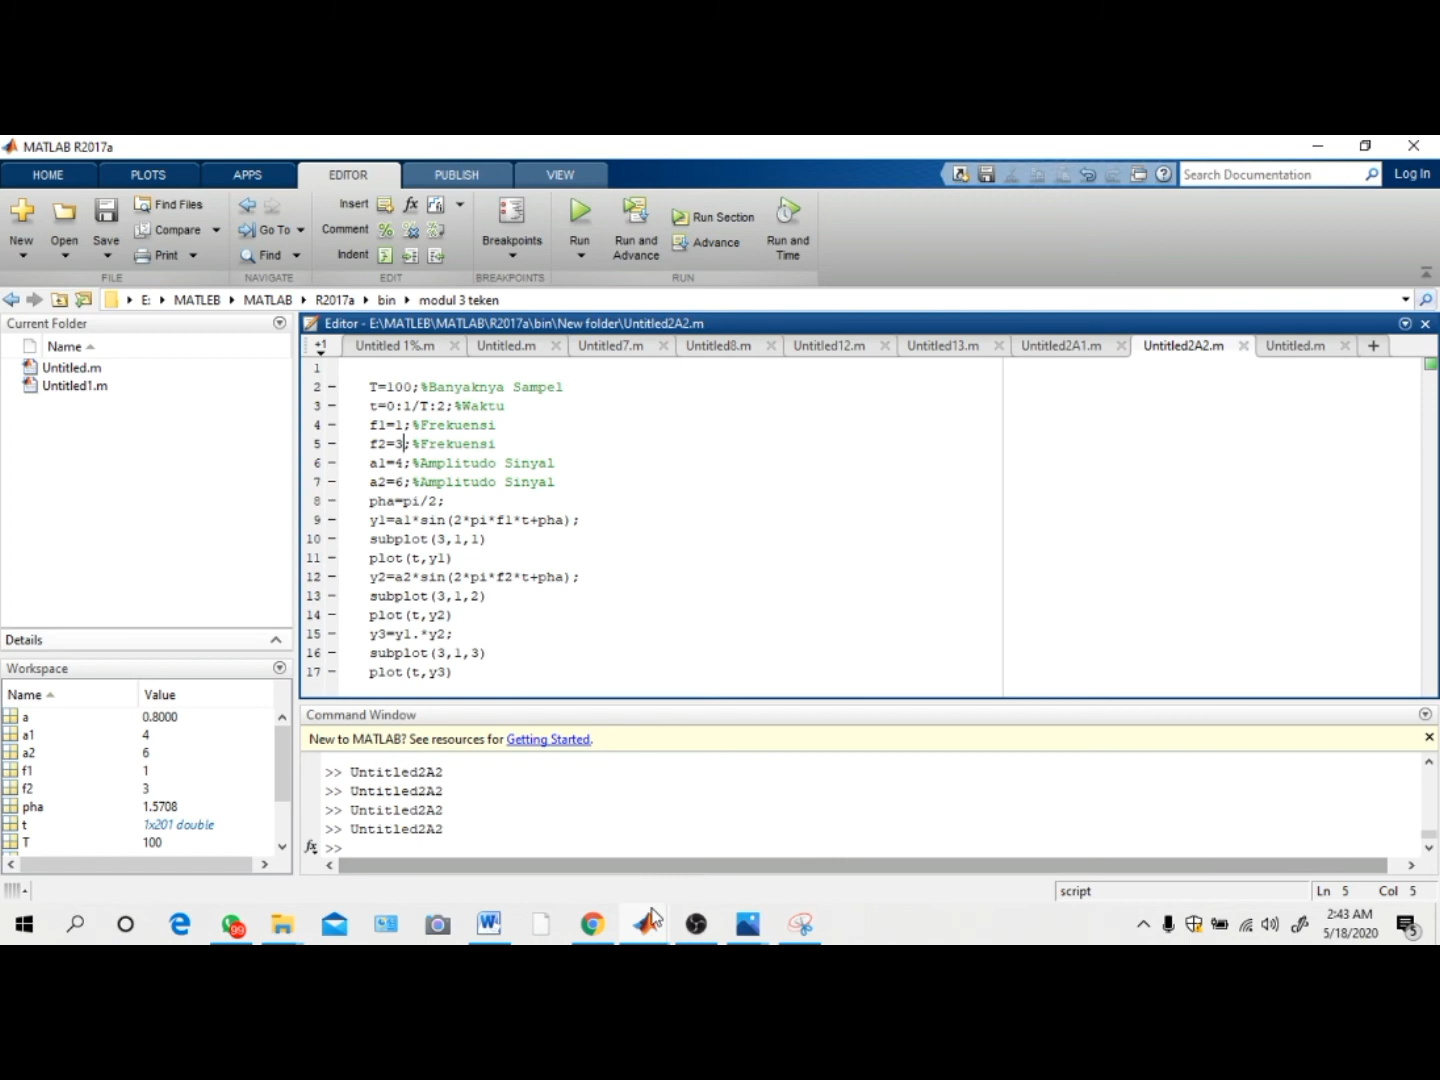 MATLAB R2017a
HOME PLOTS APPS EDITOR PUBLISH VIEW Search Documentation Log In
New Open Save Find Files Compare Print
FILE
Go To Find
NAVIGATE
Insert fx
Comment
Indent
EDIT
Breakpoints
BREAKPOINTS
Run Run and Advance Run Section Advance Run and Time
RUN
E: MATLEB MATLAB R2017a bin modul 3 teken
Current Folder
Name
Untitled.m
Untitled1.m
Details
Workspace
Name Value
a 0.8000
a1 4
a2 6
f1 1
f2 3
pha 1.5708
t 1x201 double
T 100
Editor - E:\MATLEB\MATLAB\R2017a\bin\New folder\Untitled2A2.m
+1 Untitled 1%.m Untitled.m Untitled7.m Untitled8.m Untitled12.m Untitled13.m Untitled2A1.m Untitled2A2.m Untitled.m +
1
2 – T=100;%Banyaknya Sampel
3 – t=0:1/T:2;%Waktu
4 – f1=1;%Frekuensi
5 – f2=3;%Frekuensi
6 – a1=4;%Amplitudo Sinyal
7 – a2=6;%Amplitudo Sinyal
8 – pha=pi/2;
9 – y1=a1*sin(2*pi*f1*t+pha);
10 – subplot(3,1,1)
11 – plot(t,y1)
12 – y2=a2*sin(2*pi*f2*t+pha);
13 – subplot(3,1,2)
14 – plot(t,y2)
15 – y3=y1.*y2;
16 – subplot(3,1,3)
17 – plot(t,y3)
Command Window
New to MATLAB? See resources for Getting Started.
>> Untitled2A2
>> Untitled2A2
>> Untitled2A2
>> Untitled2A2
fx >>
script Ln 5 Col 5
99
2:43 AM
5/18/2020
5